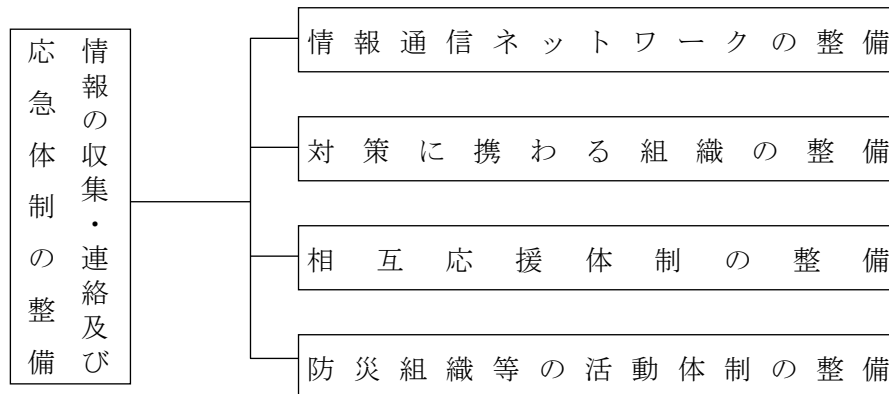 情報の収集・連絡及び
応急体制の整備
情報通信ネットワークの整備
対策に携わる組織の整備
相互応援体制の整備
防災組織等の活動体制の整備